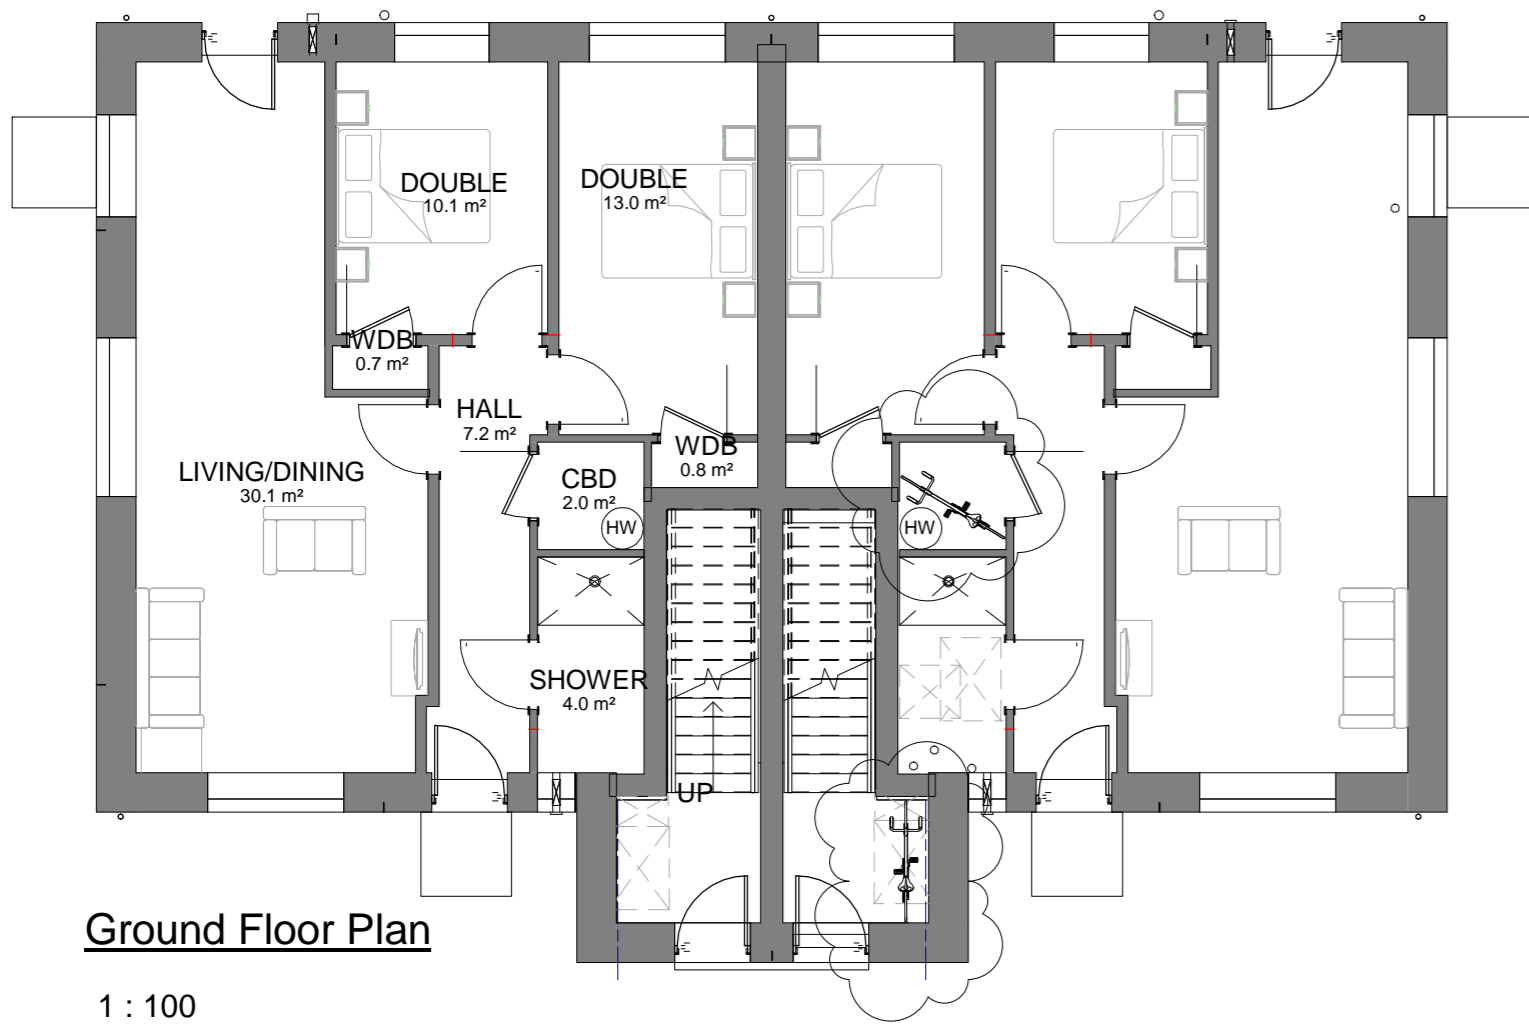 DOUBLE
10.1 m²
DOUBLE
13.0 m²
WDB
0.7 m²
HALL
7.2 m²
WDB
0.8 m²
LIVING/DINING
30.1 m²
CBD
2.0 m²
HW
HW
SHOWER
4.0 m²
UP
Ground Floor Plan
1 : 100